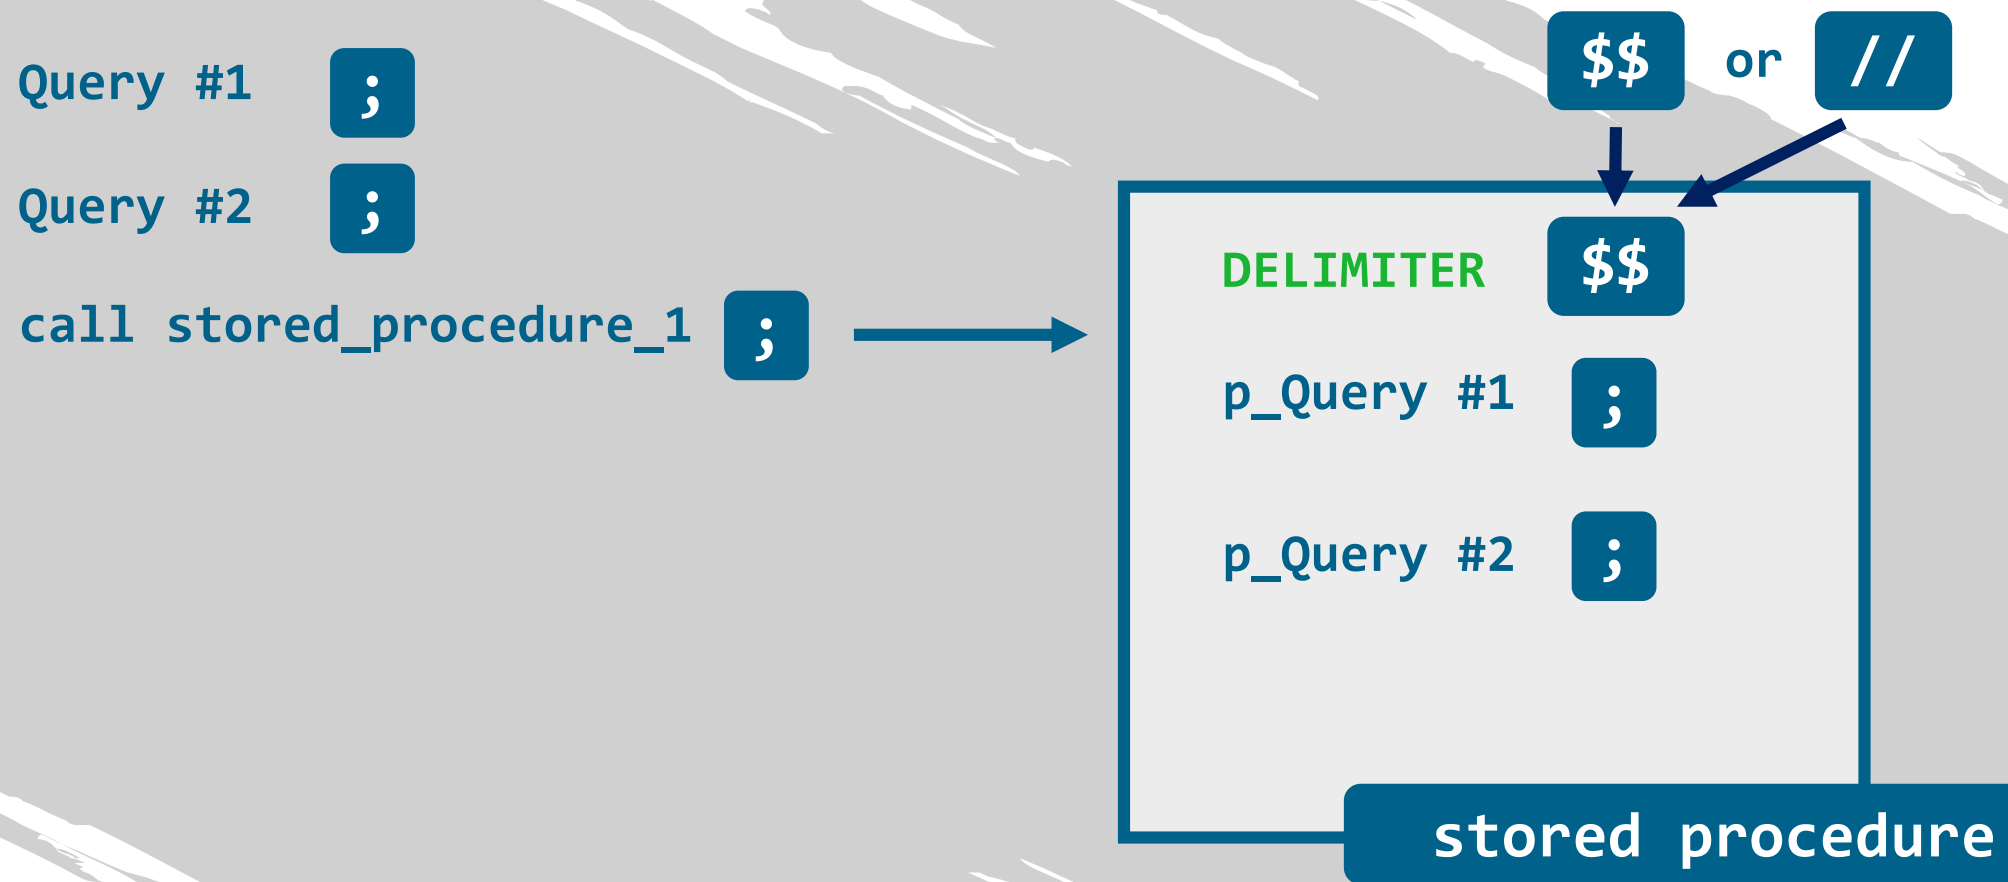 Query #1 ;
Query #2 ;
call stored_procedure_1 ;
$$ or //
DELIMITER $$
p_Query #1 ;
p_Query #2 ;
stored procedure